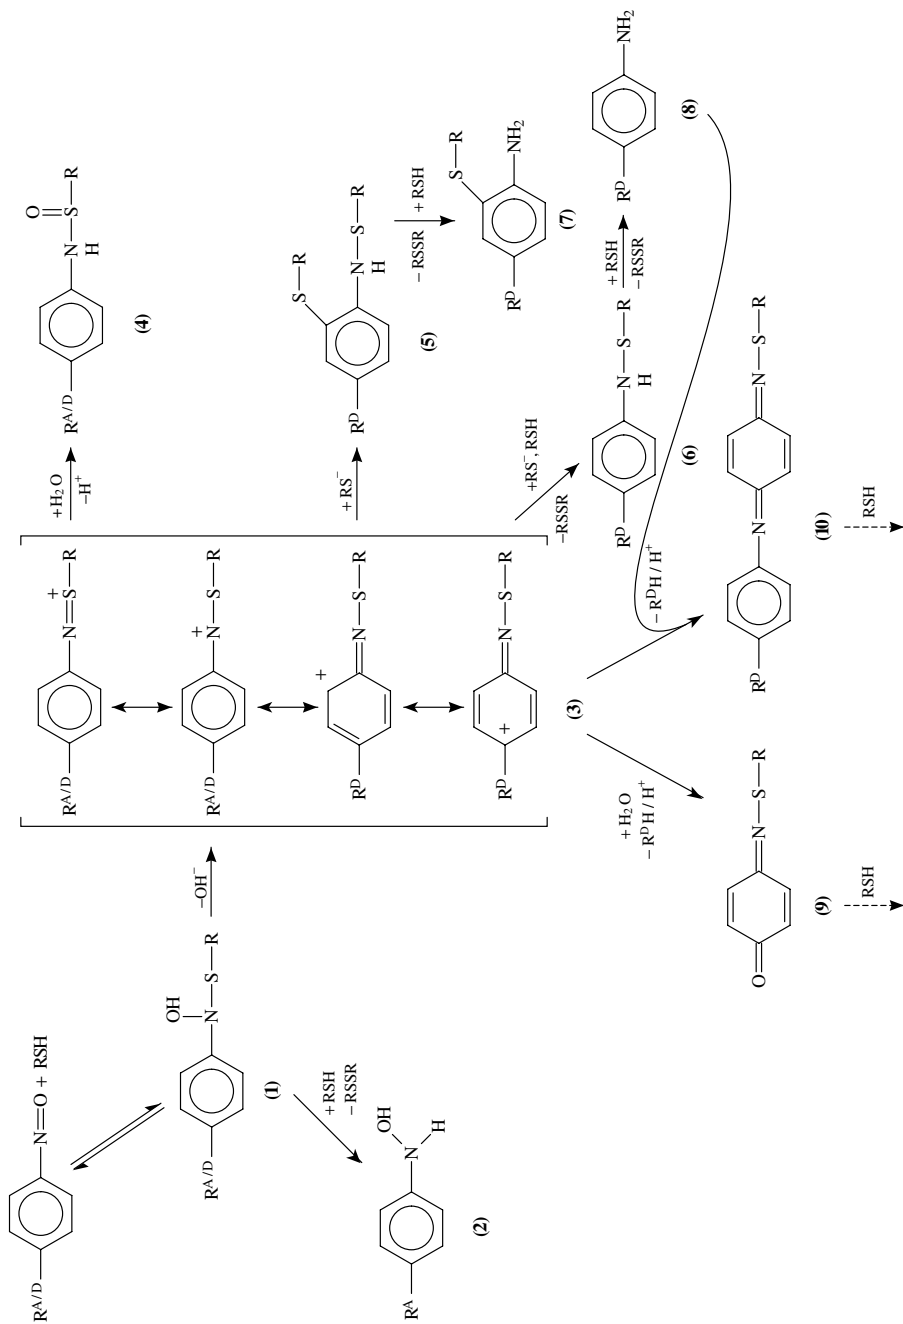 R^A/D N=O + RSH
R^A/D N S R OH
(1)
+ RSH
− RSSR
R^A N OH H
(2)
−OH⁻
R^A/D N=S R +
R^A/D N S R +
R^D N S R +
R^D N S R +
(3)
+H₂O
−H⁺
R^A/D N H S O R
(4)
+ RS⁻
R^D S R N H S R
(5)
+ RSH
− RSSR
R^D S R NH₂
(7)
+RS⁻, RSH
−RSSR
R^D N H S R
(6)
+ RSH
− RSSR
R^D NH₂
(8)
+ H₂O
− R^DH / H⁺
O N S R
(9)
RSH
− R^DH / H⁺
R^D N N S R
(10)
RSH